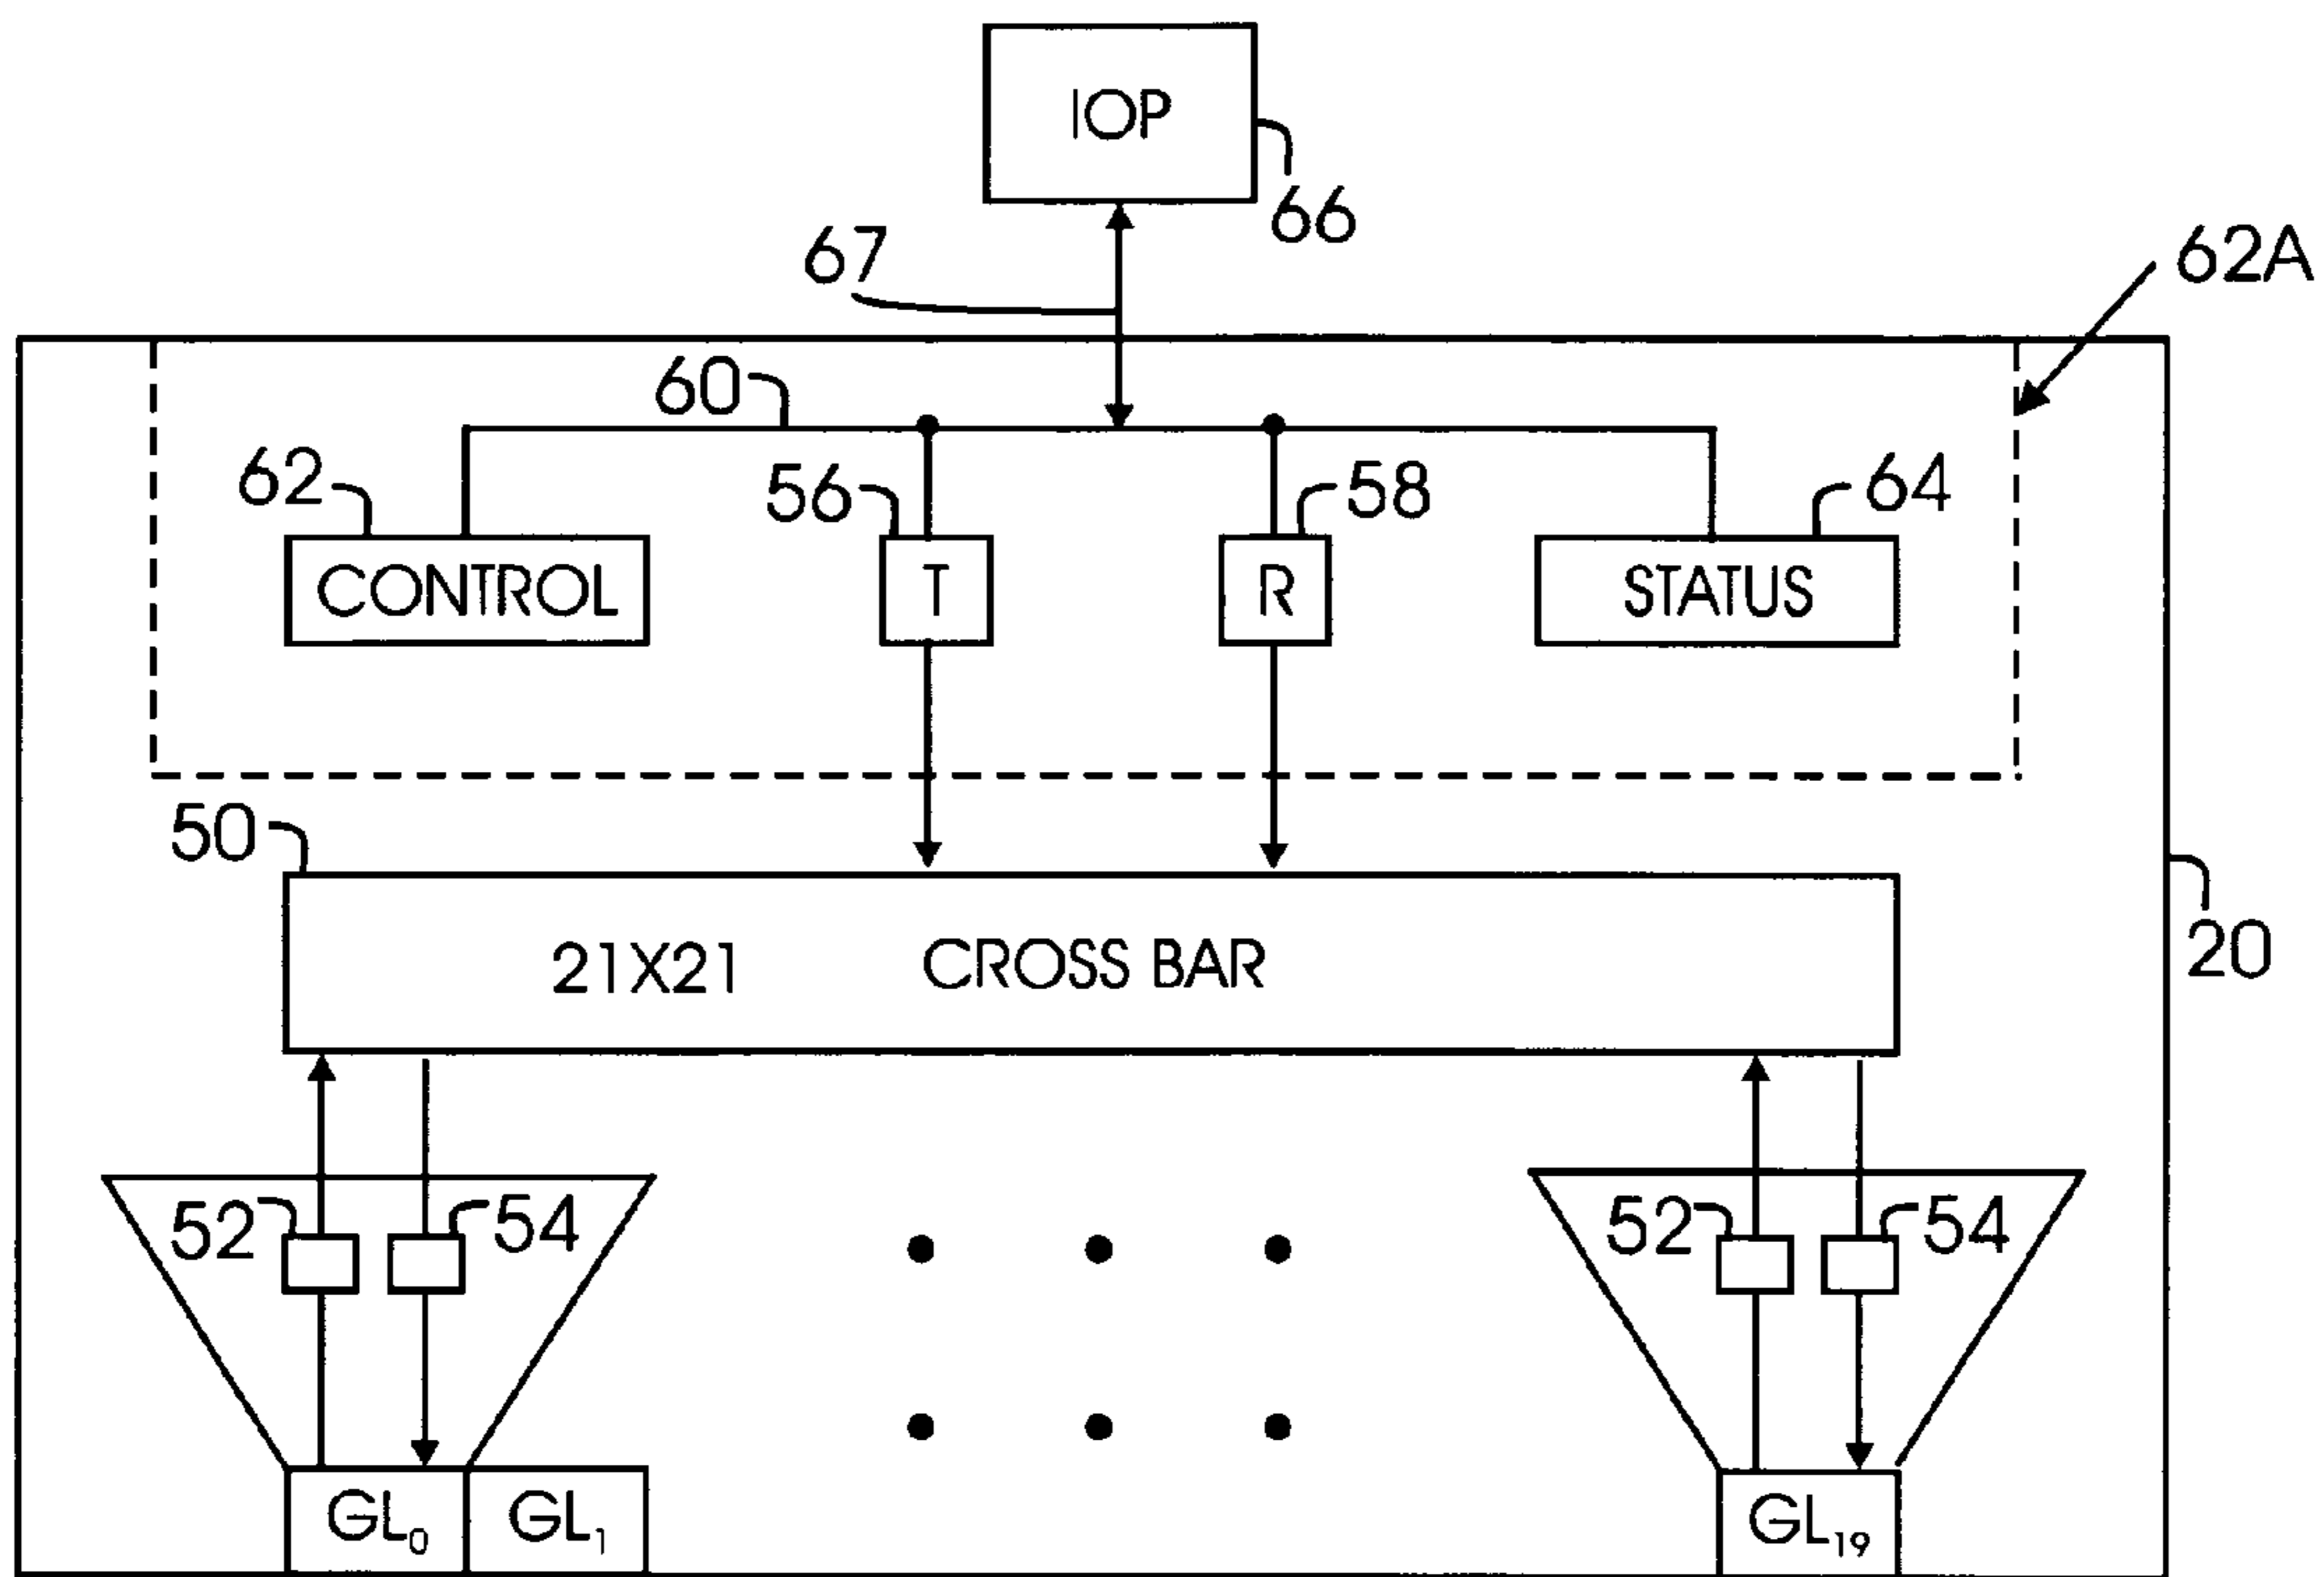 IOP
66
67
62A
60
62
56
58
64
CONTROL
T
R
STATUS
50
21X21 CROSS BAR
20
52
54
52
54
GL0
GL1
GL19